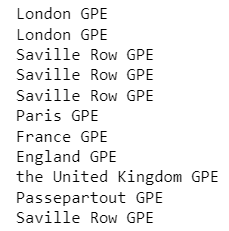 London GPE
London GPE
Saville Row GPE
Saville Row GPE
Saville Row GPE
Paris GPE
France GPE
England GPE
the United Kingdom GPE
Passepartout GPE
Saville Row GPE